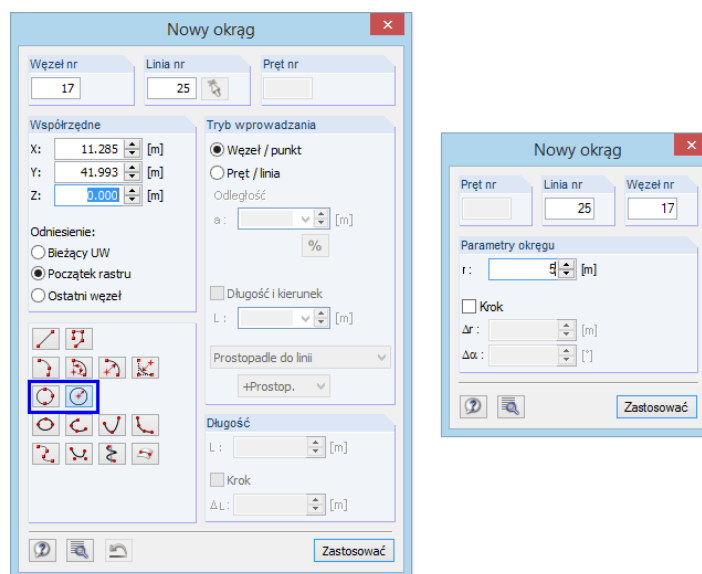 Nowy okrąg
Węzeł nr
Linia nr
Pręt nr
17
25
Współrzędne
X: 11.285 [m]
Y: 41.993 [m]
Z: 0.000 [m]
Odniesienie:
Bieżący UW
Początek rastru
Ostatni węzeł
Tryb wprowadzania
Węzeł / punkt
Pręt / linia
Odległość
a : [m]
%
Długość i kierunek
L : [m]
Prostopadle do linii
+Prostop.
Długość
L : [m]
Krok
ΔL: [m]
Zastosować
Nowy okrąg
Pręt nr
Linia nr
Węzeł nr
25
17
Parametry okręgu
r : 5 [m]
Krok
Δr : [m]
Δα : [°]
Zastosować